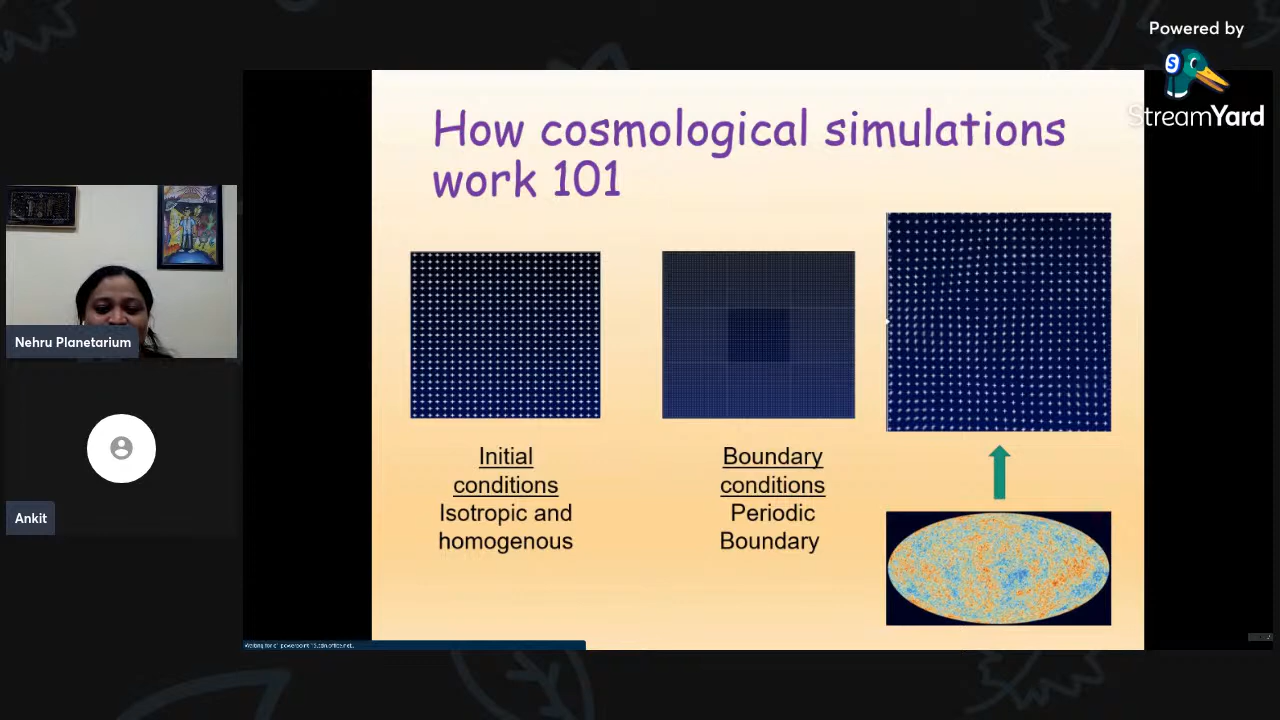 Powered by
StreamYard
How cosmological simulations
work 101
Nehru Planetarium
Ankit
Initial
conditions
Isotropic and
homogenous
Boundary
conditions
Periodic
Boundary